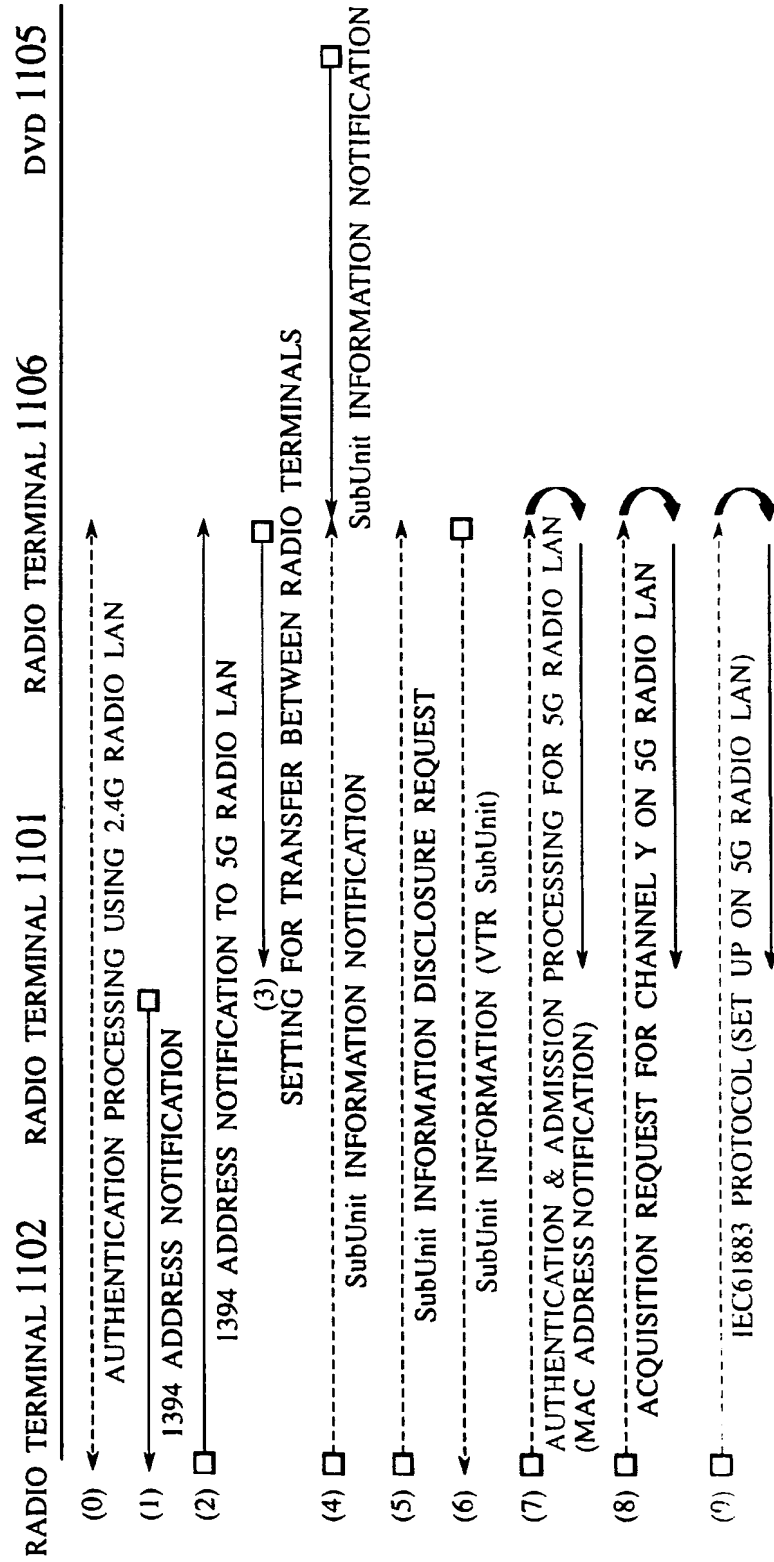 RADIO TERMINAL 1102 RADIO TERMINAL 1101 RADIO TERMINAL 1106 DVD 1105
(0)
AUTHENTICATION PROCESSING USING 2.4G RADIO LAN
(1)
1394 ADDRESS NOTIFICATION
(2)
1394 ADDRESS NOTIFICATION TO 5G RADIO LAN
(3)
SETTING FOR TRANSFER BETWEEN RADIO TERMINALS
(4)
SubUnit INFORMATION NOTIFICATION SubUnit INFORMATION NOTIFICATION
(5)
SubUnit INFORMATION DISCLOSURE REQUEST
(6)
SubUnit INFORMATION (VTR SubUnit)
(7)
AUTHENTICATION & ADMISSION PROCESSING FOR 5G RADIO LAN
(MAC ADDRESS NOTIFICATION)
(8)
ACQUISITION REQUEST FOR CHANNEL Y ON 5G RADIO LAN
(9)
IEC61883 PROTOCOL (SET UP ON 5G RADIO LAN)